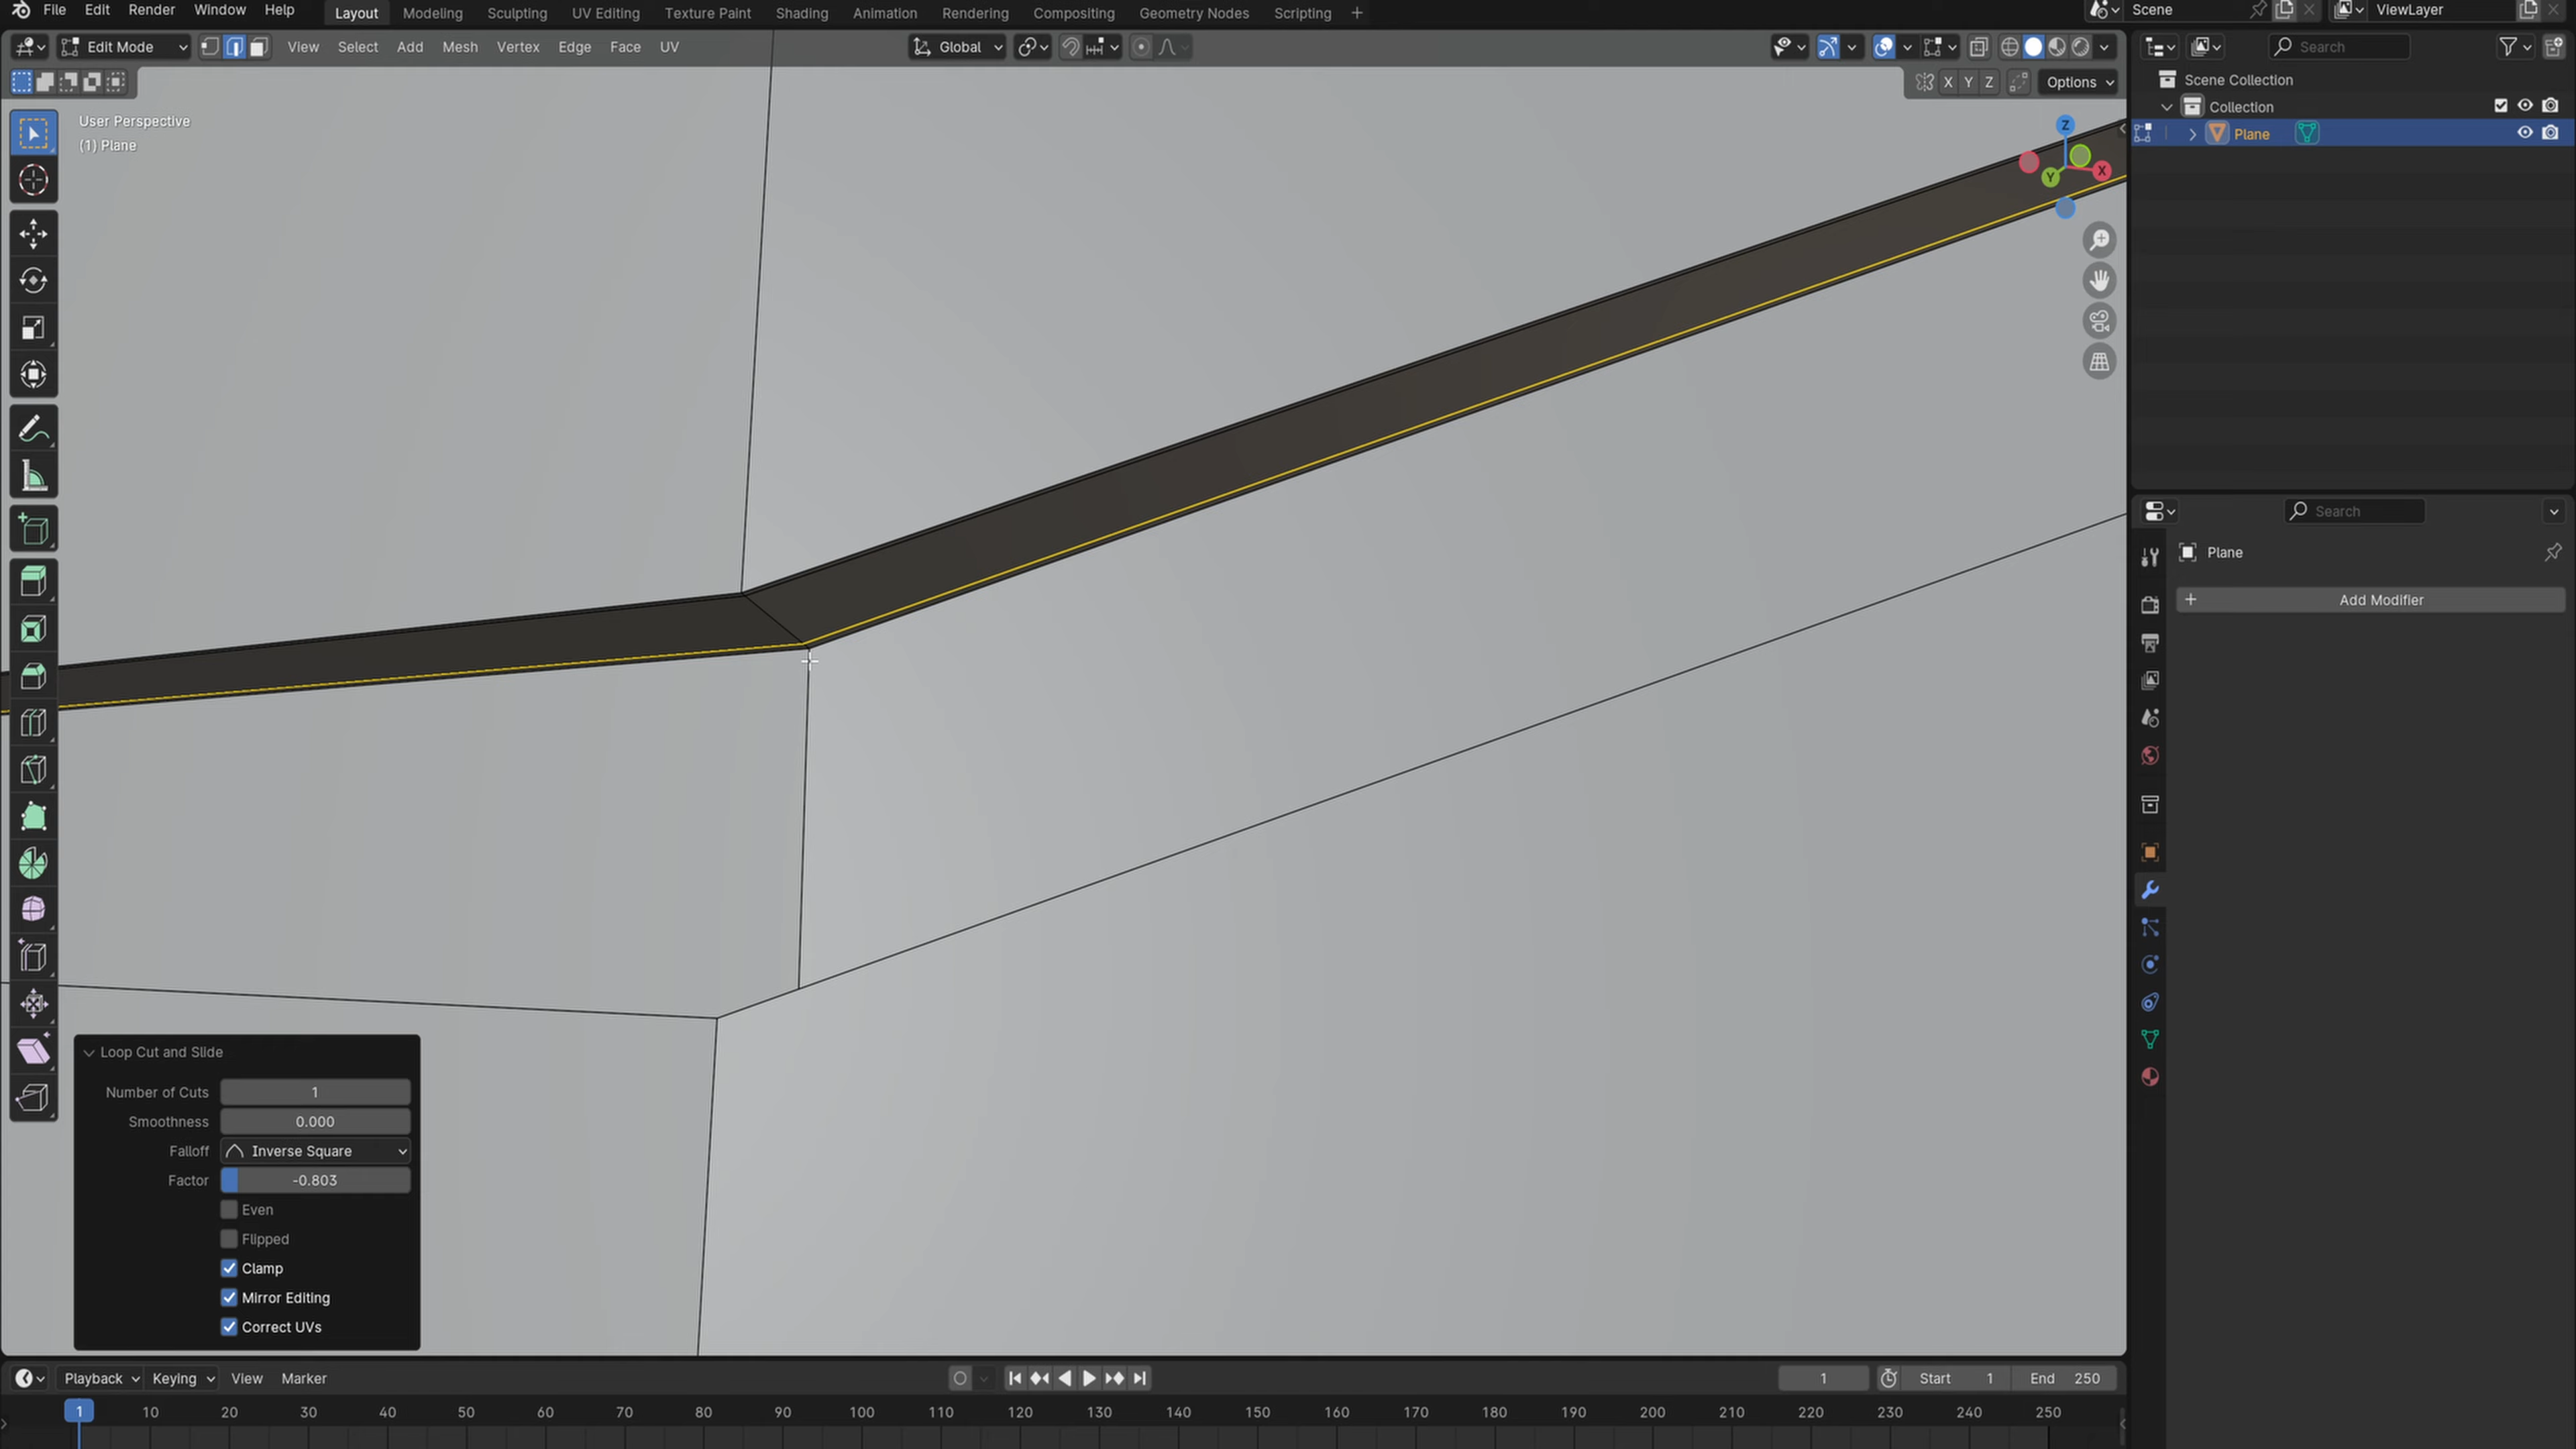 File Edit Render Window Help Layout Modeling Sculpting UV Editing Texture Paint Shading Animation Rendering Compositing Geometry Nodes Scripting + Scene ViewLayer
Edit Mode View Select Add Mesh Vertex Edge Face UV Global Search
X Y Z Options
Scene Collection
Collection
Plane
User Perspective
(1) Plane
Z
Y
X
Search
Plane
+ Add Modifier
Loop Cut and Slide
Number of Cuts 1
Smoothness 0.000
Falloff Inverse Square
Factor -0.803
Even
Flipped
Clamp
Mirror Editing
Correct UVs
Playback Keying View Marker 1 Start 1 End 250
1 10 20 30 40 50 60 70 80 90 100 110 120 130 140 150 160 170 180 190 200 210 220 230 240 250